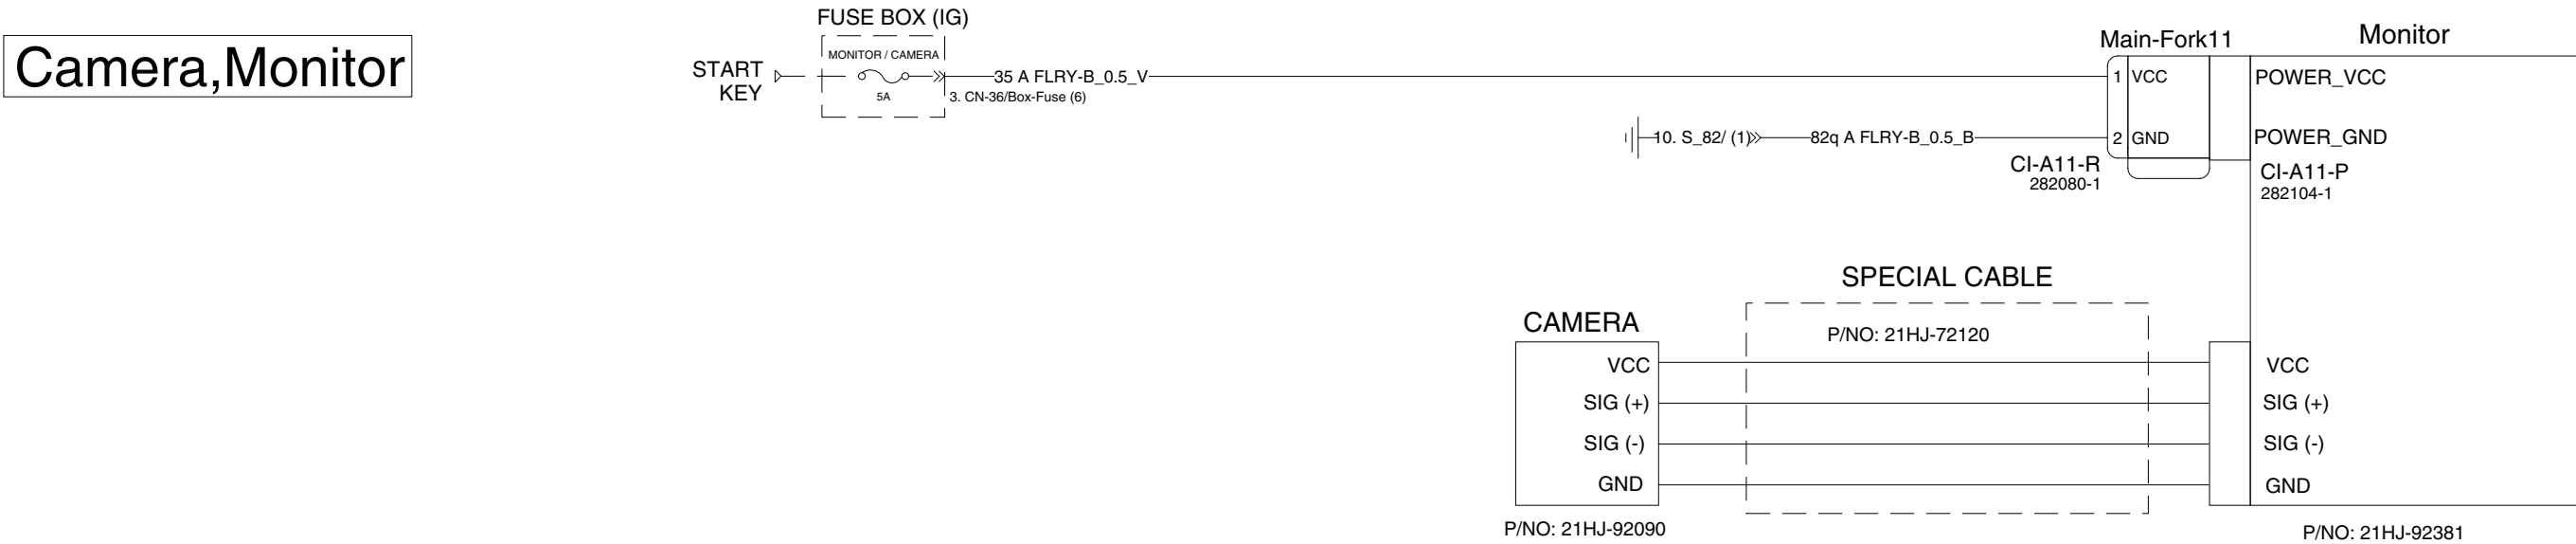 Camera,Monitor
FUSE BOX (IG)
MONITOR / CAMERA
START
KEY
5A
35 A FLRY-B_0.5_V
3. CN-36/Box-Fuse (6)
Main-Fork11
Monitor
1 VCC
POWER_VCC
10. S_82/ (1)
82q A FLRY-B_0.5_B
2 GND
POWER_GND
CI-A11-R
282080-1
CI-A11-P
282104-1
SPECIAL CABLE
P/NO: 21HJ-72120
CAMERA
VCC
SIG (+)
SIG (-)
GND
P/NO: 21HJ-92090
VCC
SIG (+)
SIG (-)
GND
P/NO: 21HJ-92381